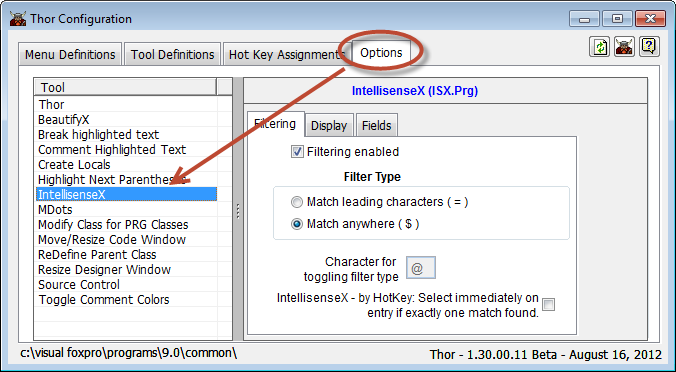 Thor Configuration
Menu Definitions Tool Definitions Hot Key Assignments Options
Tool
Thor
BeautifyX
Break highlighted text
Comment Highlighted Text
Create Locals
Highlight Next Parenthesis
IntellisenseX
MDots
Modify Class for PRG Classes
Move/Resize Code Window
ReDefine Parent Class
Resize Designer Window
Source Control
Toggle Comment Colors
IntellisenseX (ISX.Prg)
Filtering Display Fields
Filtering enabled
Filter Type
Match leading characters ( = )
Match anywhere ( $ )
Character for
toggling filter type
@
IntellisenseX - by HotKey: Select immediately on
entry if exactly one match found.
c:\visual foxpro\programs\9.0\common\
Thor - 1.30.00.11 Beta - August 16, 2012